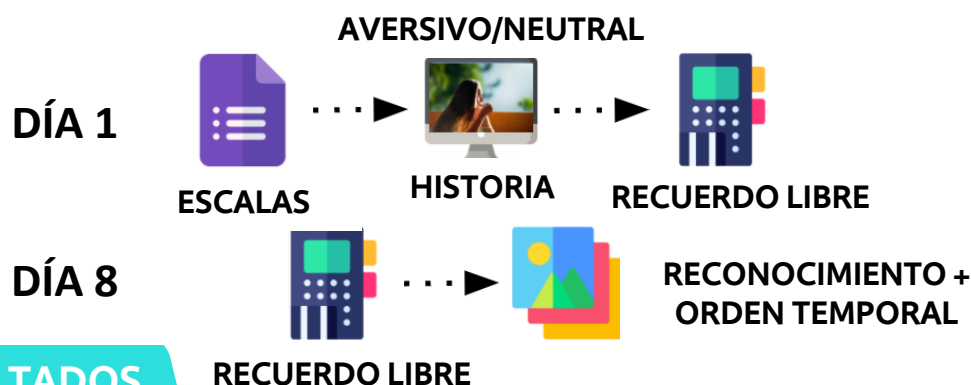 AVERSIVO/NEUTRAL
DÍA 1
ESCALAS
HISTORIA
RECUERDO LIBRE
DÍA 8
RECONOCIMIENTO +
ORDEN TEMPORAL
RECUERDO LIBRE
TADOS